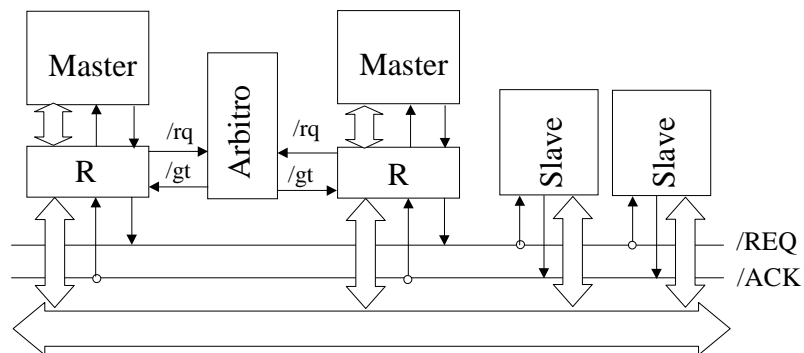 Master
Master
Arbitro
Slave
Slave
/rq
/rq
R
/gt
/gt
R
/REQ
/ACK